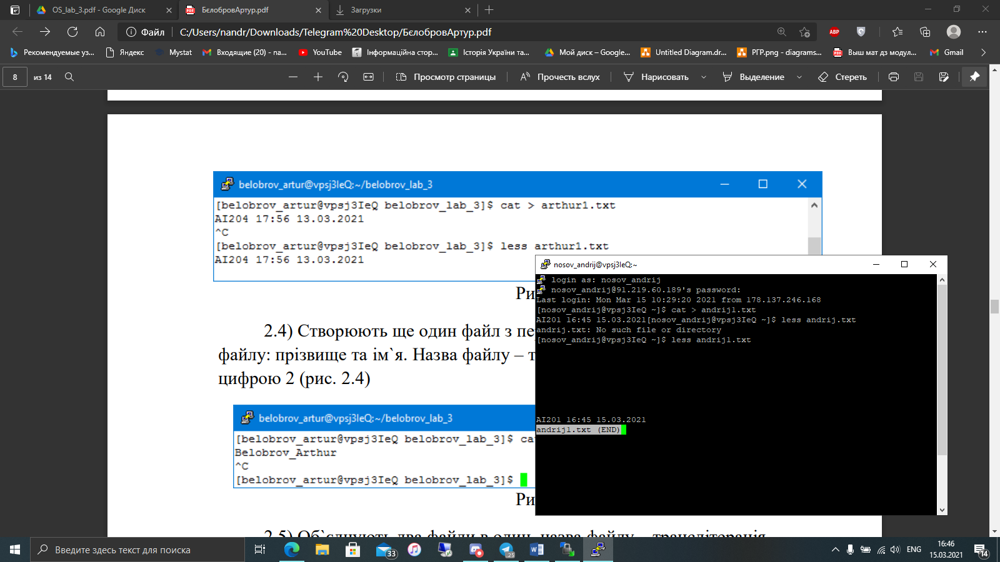 OS_lab_3.pdf - Google Диск
БєлобровАртур.pdf
Загрузки
Файл
C:/Users/nandr/Downloads/Telegram%20Desktop/БєлобровАртур.pdf
ABP
Рекомендуемые уз...
Яндекс
Mystat
Входящие (20) - na...
YouTube
Інформаційна стор...
Історія України та...
Мой диск – Google...
Untitled Diagram.dr...
РГР.png - diagrams...
Выш мат дз модул...
Gmail
8
из 14
Просмотр страницы
Прочесть вслух
Нарисовать
Выделение
Стереть
belobrov_artur@vpsj3IeQ:~/belobrov_lab_3
[belobrov_artur@vpsj3IeQ belobrov_lab_3]$ cat > arthur1.txt
AI204 17:56 13.03.2021
^C
[belobrov_artur@vpsj3IeQ belobrov_lab_3]$ less arthur1.txt
AI204 17:56 13.03.2021
Ри
2.4) Створюють ще один файл з пе
файлу: прізвище та ім`я. Назва файлу – т
цифрою 2 (рис. 2.4)
belobrov_artur@vpsj3IeQ:~/belobrov_lab_3
[belobrov_artur@vpsj3IeQ belobrov_lab_3]$ ca
Belobrov_Arthur
^C
[belobrov_artur@vpsj3IeQ belobrov_lab_3]$
Ри
2.5) Об`єднують два файли в один, назва файлу – транслітерація
nosov_andrij@vpsj3IeQ:~
login as: nosov_andrij
nosov_andrij@91.219.60.189's password:
Last login: Mon Mar 15 10:29:20 2021 from 178.137.246.168
[nosov_andrij@vpsj3IeQ ~]$ cat > andrij1.txt
AI201 16:45 15.03.2021[nosov_andrij@vpsj3IeQ ~]$ less andrij.txt
andrij.txt: No such file or directory
[nosov_andrij@vpsj3IeQ ~]$ less andrij1.txt
AI201 16:45 15.03.2021
andrij1.txt (END)
Введите здесь текст для поиска
33
25
ENG
16:46
15.03.2021
14